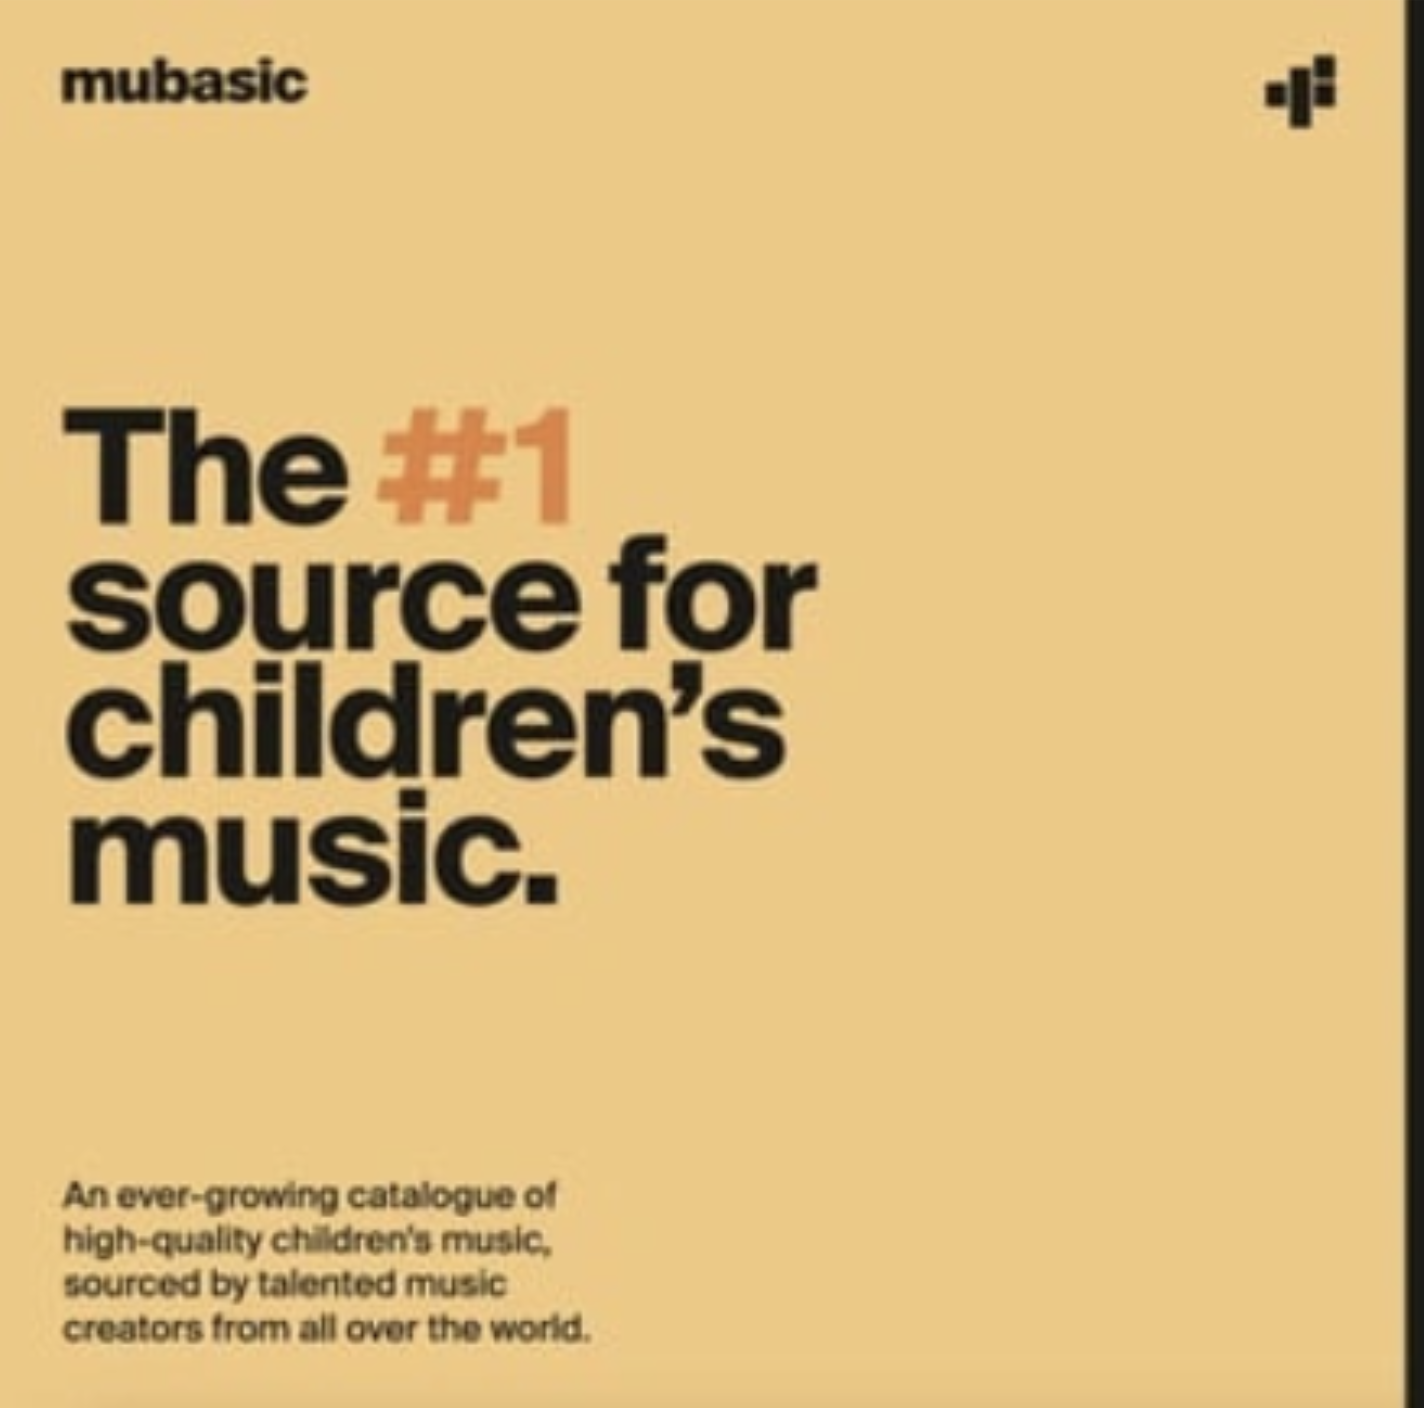 mubasic
The #1
source for
children’s
music.
An ever-growing catalogue of
high-quality children's music,
sourced by talented music
creators from all over the world.